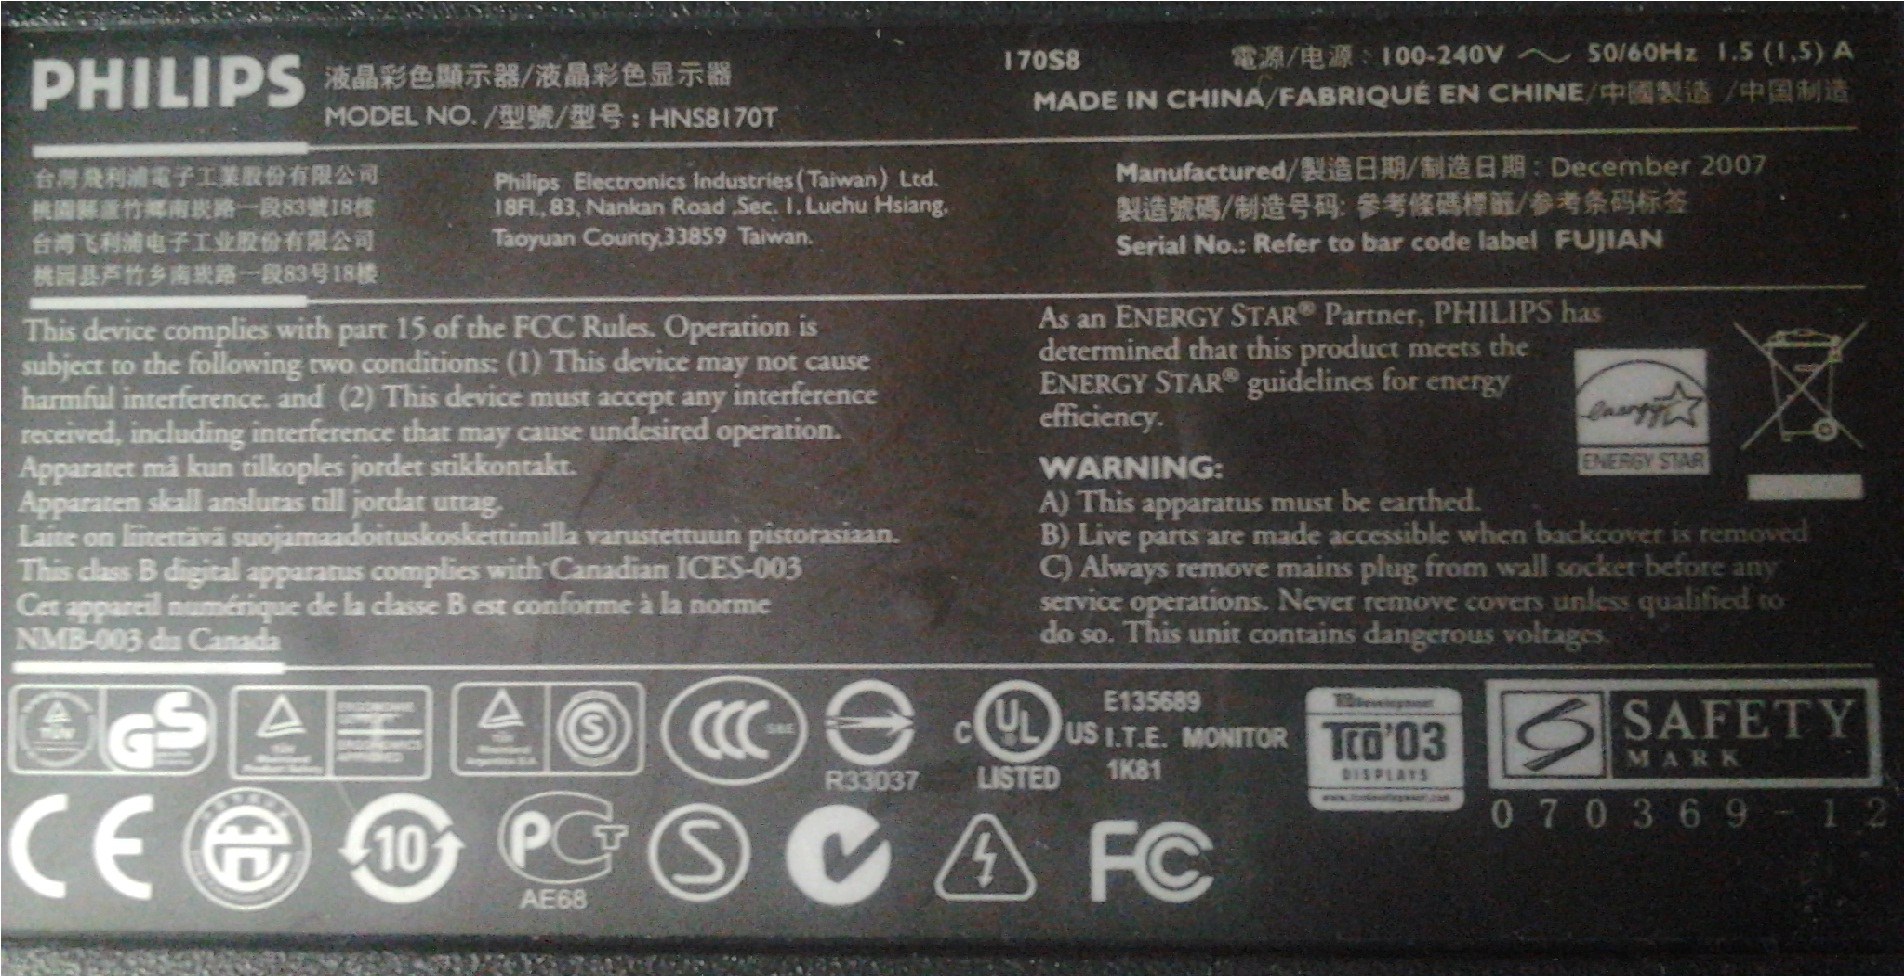 PHILIPS
液晶彩色顯示器/液晶彩色显示器
MODEL NO. /型號/型号 : HNS8170T
170S8
電源/电源 : 100-240V ~ 50/60Hz 1.5 (1,5) A
MADE IN CHINA/FABRIQUÉ EN CHINE/中國製造 /中国制造
台灣飛利浦電子工業股份有限公司
桃園縣蘆竹鄉南崁路一段83號18樓
台湾飞利浦电子工业股份有限公司
桃园县芦竹乡南崁路一段83号18楼
Philips Electronics Industries (Taiwan) Ltd.
18Fl., 83, Nankan Road ,Sec. 1, Luchu Hsiang,
Taoyuan County,33859 Taiwan.
Manufactured/製造日期/制造日期 : December 2007
製造號碼/制造号码: 參考條碼標籤/参考条码标签
Serial No.: Refer to bar code label FUJIAN
This device complies with part 15 of the FCC Rules. Operation is
subject to the following two conditions: (1) This device may not cause
harmful interference. and (2) This device must accept any interference
received, including interference that may cause undesired operation.
Apparatet må kun tilkoples jordet stikkontakt.
Apparaten skall anslutas till jordat uttag.
Laite on liitettävä suojamaadoituskoskettimilla varustettuun pistorasiaan.
This class B digital apparatus complies with Canadian ICES-003
Cet appareil numérique de la classe B est conforme à la norme
NMB-003 du Canada
As an ENERGY STAR® Partner, PHILIPS has
determined that this product meets the
ENERGY STAR® guidelines for energy
efficiency.
energy
ENERGY STAR
WARNING:
A) This apparatus must be earthed.
B) Live parts are made accessible when backcover is removed
C) Always remove mains plug from wall socket before any
service operations. Never remove covers unless qualified to
do so. This unit contains dangerous voltages.
TÜV
GS
TÜV
Rheinland
Product Safety
ERGONOMICS
APPROVED
TÜV
Rheinland
Argentina S.A.
S
CCC
S&E
R33037
C UL US
LISTED
E135689
I.T.E. MONITOR
1K81
TCO Development
TCO'03
DISPLAYS
www.tcodevelopment.com
S SAFETY
MARK
070369-12
CE
10
PCT
AE68
S
FC